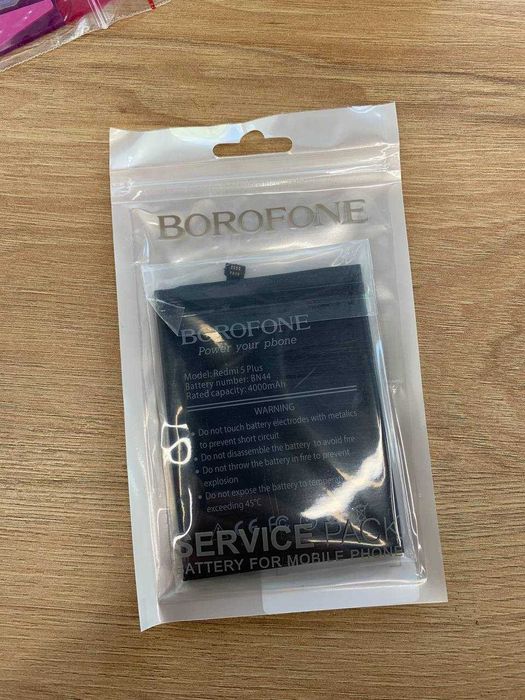 BOROFONE
BOROFONE
Power your phone
Model: Redmi 5 Plus
Battery number: BN44
Rated capacity: 4000mAh
WARNING
• Do not touch battery electrodes with metalics
to prevent short circuit
• Do not disassemble the battery to avoid fire
• Do not throw the battery in fire to prevent
explosion
• Do not expose the battery to temperature
exceeding 45°C
SERVICE PACK
BATTERY FOR MOBILE PHONE